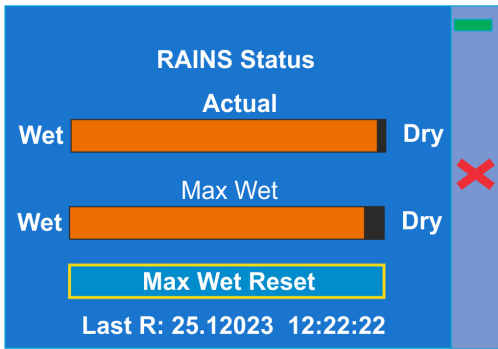 RAINS Status
Actual
Wet Dry
Max Wet
Wet Dry
Max Wet Reset
Last R: 25.12023 12:22:22